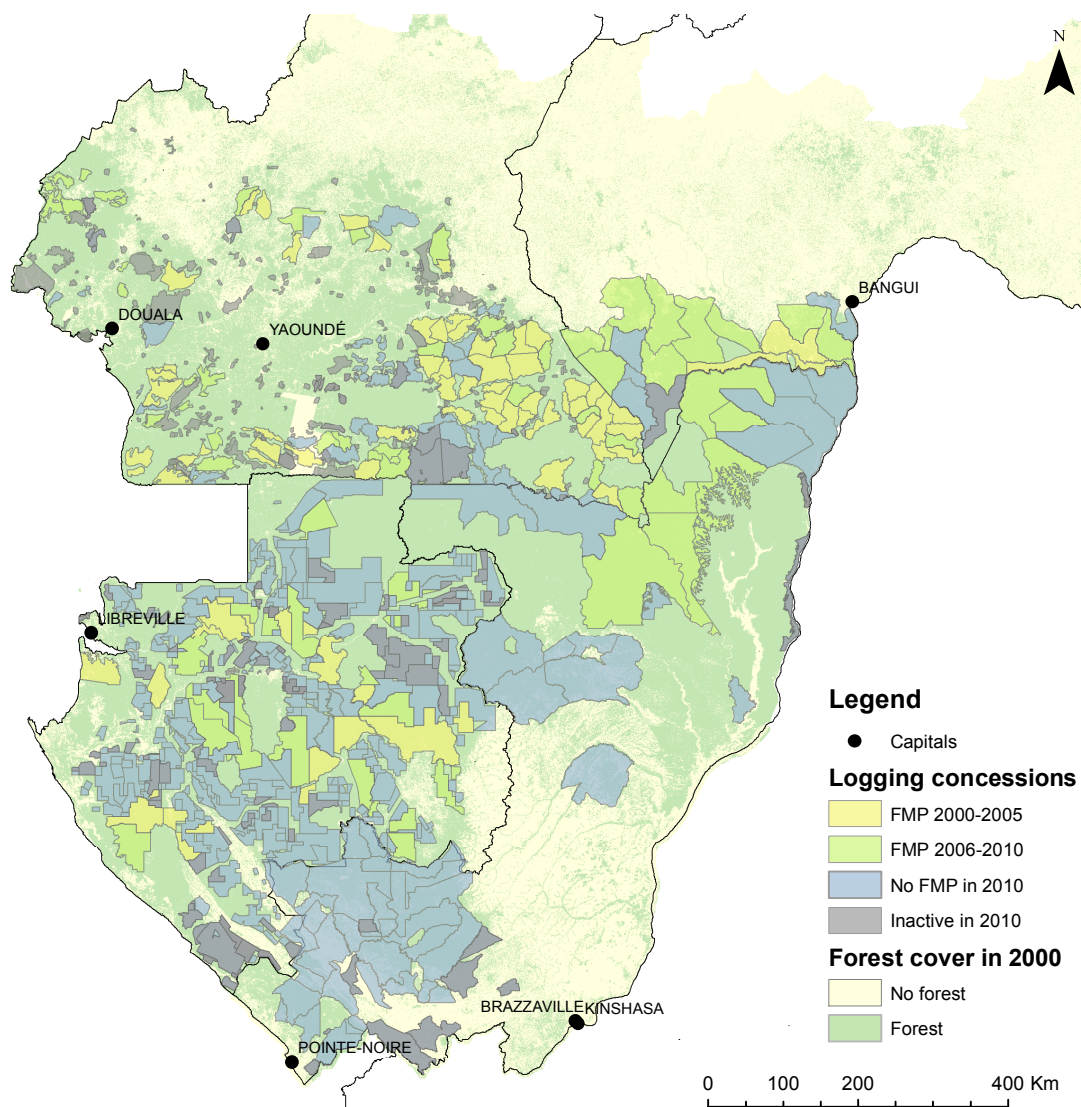 N
BANGUI
DOUALA
YAOUNDÉ
LIBREVILLE
BRAZZAVILLE
KINSHASA
POINTE-NOIRE
Legend
Capitals
Logging concessions
FMP 2000-2005
FMP 2006-2010
No FMP in 2010
Inactive in 2010
Forest cover in 2000
No forest
Forest
0 100 200 400 Km